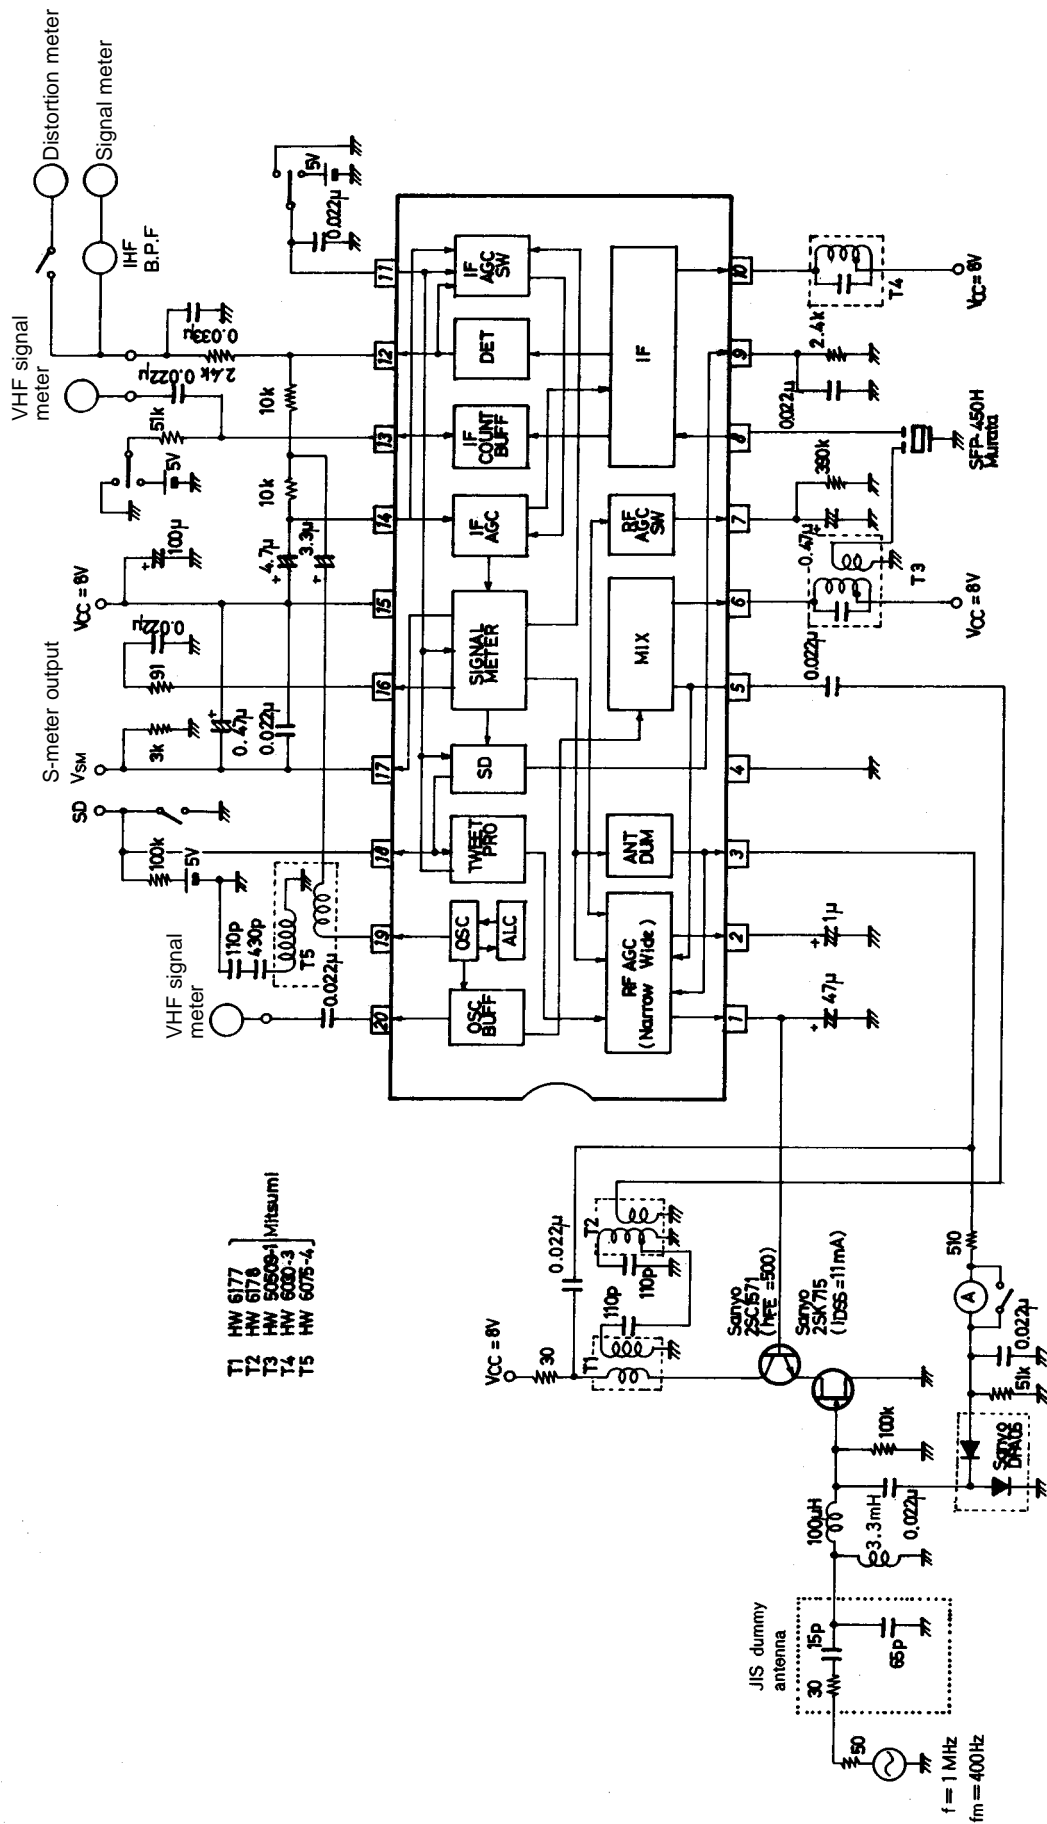 Distortion meter
Signal meter
IHF
B.P.F
VHF signal
meter
0.033μ
2.4k
0.022μ
51k
5V
10k
10k
100μ
4.7μ
3.3μ
VCC = 8V
0.022μ
91
S-meter output
VSM
3k
0.47μ
0.022μ
SD
100k
5V
110p
430p
T5
0.022μ
VHF signal
meter
5V
0.022μ
20
19
18
17
16
15
14
13
12
11
OSC
BUFF
OSC
ALC
TWEET
PRO
SD
SIGNAL
METER
IF
AGC
IF
COUNT
BUFF
DET
IF
AGC
SW
RF AGC
(Narrow Wide)
ANT
DUM
MIX
RF
AGC
SW
IF
1
2
3
4
5
6
7
8
9
10
47μ
1μ
0.022μ
VCC = 8V
T3
0.47μ
390k
SFP-450H
Murata
0.022μ
2.4k
T4
VCC = 8V
T1 HW 6177
T2 HW 6178
T3 HW 50509-1
T4 HW 6030-3
T5 HW 6075-4
Mitsumi
VCC = 8V
30
0.022μ
T1
110p
110p
T2
Sanyo
2SC1571
(hFE = 500)
Sanyo
2SK715
(IDSS = 11mA)
100k
100μH
3.3mH
0.022μ
510
A
0.022μ
51k
Sanyo
JIS dummy
antenna
30
15p
65p
50
f = 1 MHz
fm = 400Hz